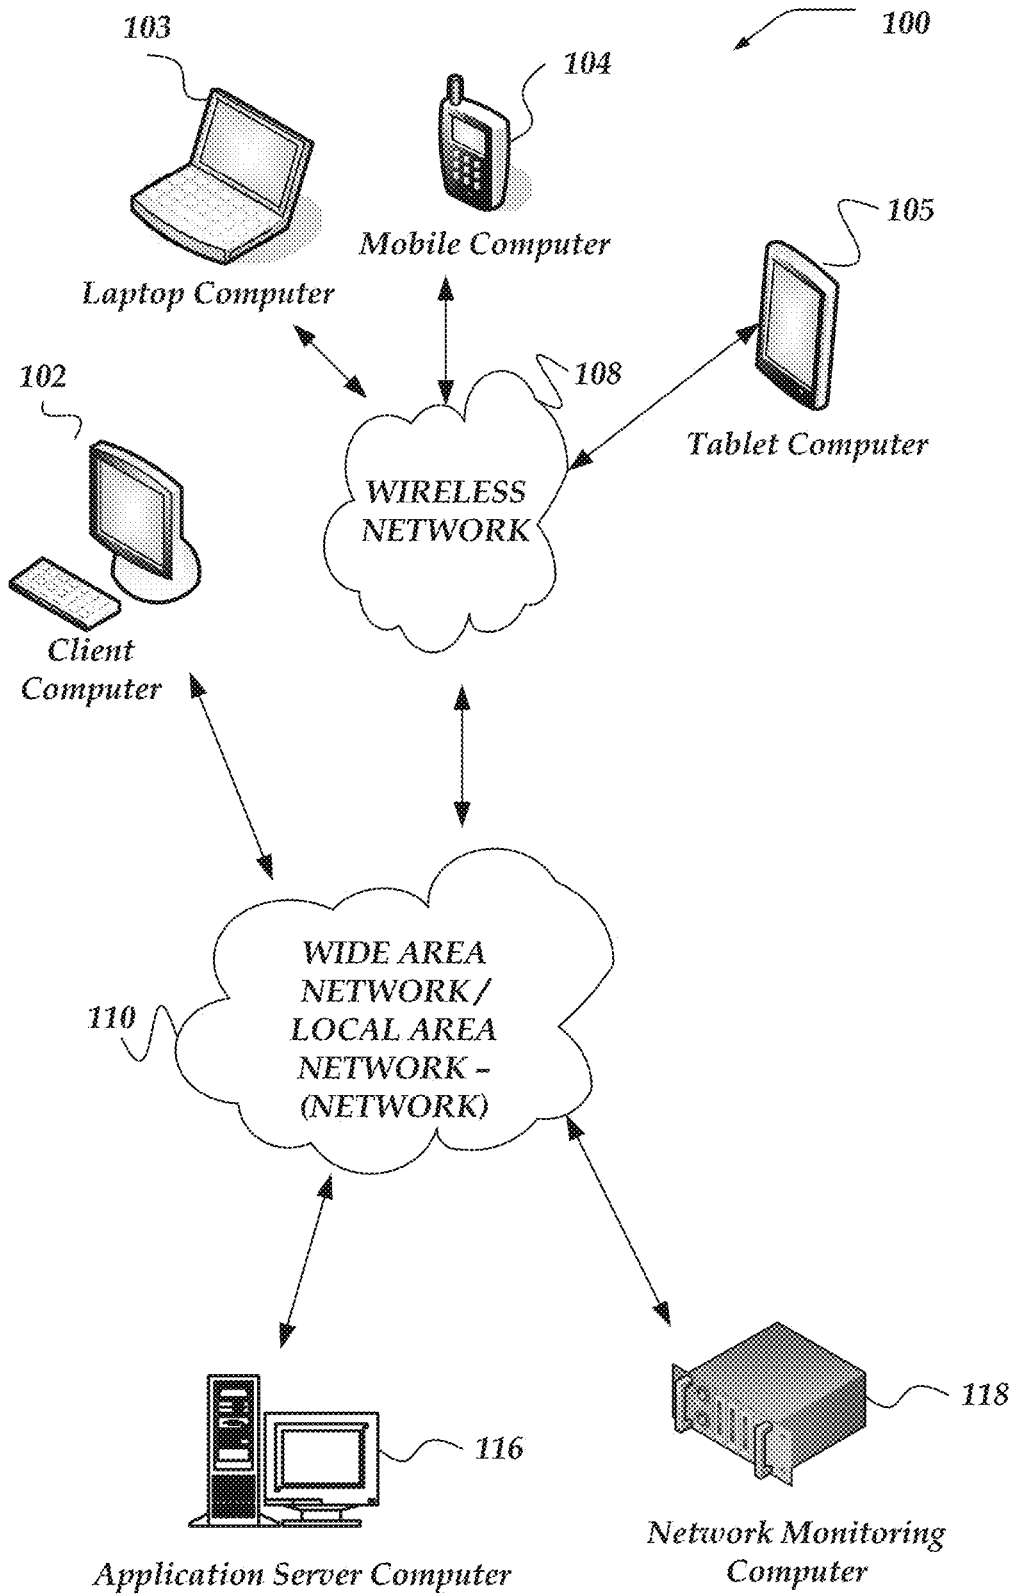 103
100
104
105
Mobile Computer
Laptop Computer
102
108
Tablet Computer
WIRELESS
NETWORK
Client
Computer
WIDE AREA
NETWORK /
LOCAL AREA
NETWORK –
(NETWORK)
110
118
116
Network Monitoring
Computer
Application Server Computer